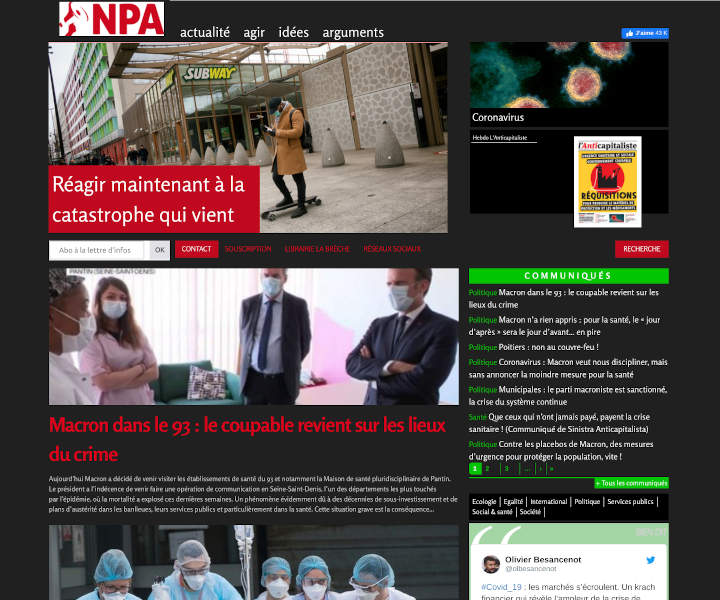 NPA
actualité agir idées arguments
J'aime 43 K
SUBWAY
Réagir maintenant à la
catastrophe qui vient
Coronavirus
Hebdo L'Anticapitaliste
l'Anticapitaliste
RÉQUISITIONS
Abo à la lettre d'infos OK CONTACT SOUSCRIPTION LIBRAIRIE LA BRÈCHE RÉSEAUX SOCIAUX RECHERCHE
PANTIN (SEINE-SAINT-DENIS)
Macron dans le 93 : le coupable revient sur les lieux
du crime
Aujourd'hui Macron a décidé de venir visiter les établissements de santé du 93 et notamment la Maison de santé pluridisciplinaire de Pantin.
Le président a l'indécence de venir faire une opération de communication en Seine-Saint-Denis, l'un des départements les plus touchés
par l'épidémie, où la mortalité a explosé ces dernières semaines. Un phénomène évidemment dû à des décennies de sous-investissement et de
plans d'austérité dans les banlieues, leurs services publics et particulièrement dans la santé. Cette situation grave est la conséquence...
COMMUNIQUÉS
Politique Macron dans le 93 : le coupable revient sur les
lieux du crime
Politique Macron n'a rien appris : pour la santé, le « jour
d'après » sera le jour d'avant... en pire
Politique Poitiers : non au couvre-feu !
Politique Coronavirus : Macron veut nous discipliner, mais
sans annoncer la moindre mesure pour la santé
Politique Municipales : le parti macroniste est sanctionné,
la crise du système continue
Santé Que ceux qui n'ont jamais payé, payent la crise
sanitaire ! (Communiqué de Sinistra Anticapitalista)
Politique Contre les placebos de Macron, des mesures
d'urgence pour protéger la population, vite !
1 2 3 ... › »
+ Tous les communiqués
Ecologie | Egalité | International | Politique | Services publics |
Social & santé | Société |
BIEN DIT
Olivier Besancenot
@olbesancenot
#Covid_19 : les marchés s'écroulent. Un krach
financier qui révèle l'ampleur de la crise de